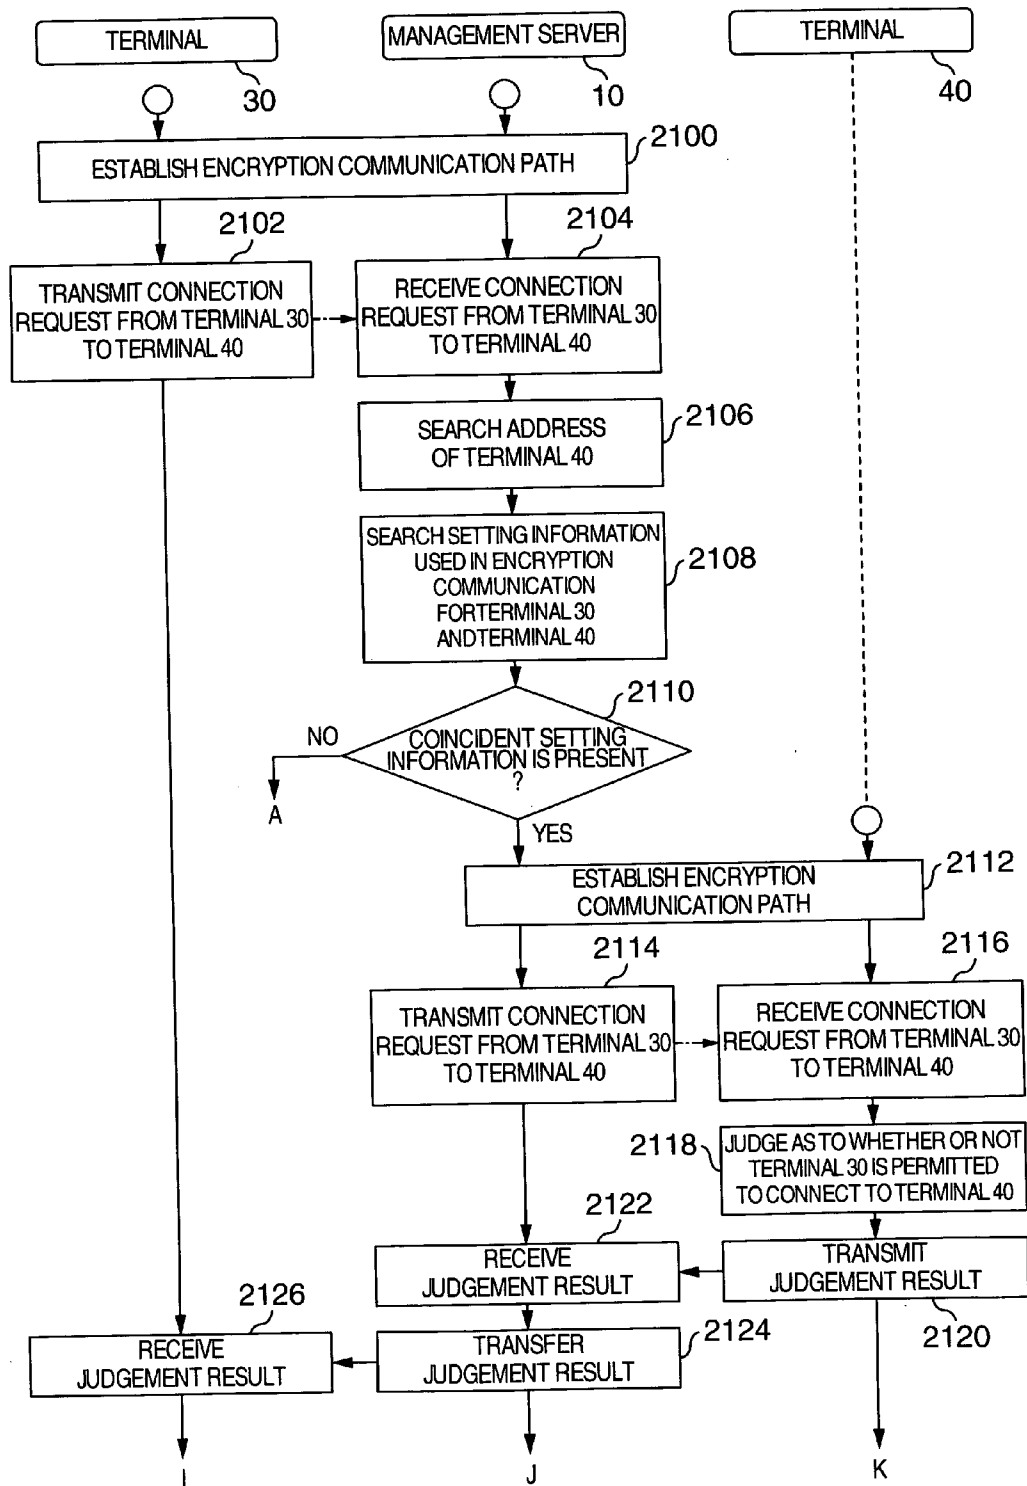 TERMINAL
30
MANAGEMENT SERVER
10
TERMINAL
40
ESTABLISH ENCRYPTION COMMUNICATION PATH
2100
2102
TRANSMIT CONNECTION
REQUEST FROM TERMINAL 30
TO TERMINAL 40
2104
RECEIVE CONNECTION
REQUEST FROM TERMINAL 30
TO TERMINAL 40
SEARCH ADDRESS
OF TERMINAL 40
2106
SEARCH SETTING INFORMATION
USED IN ENCRYPTION
COMMUNICATION
FORTERMINAL 30
ANDTERMINAL 40
2108
2110
COINCIDENT SETTING
INFORMATION IS PRESENT
?
NO
A
YES
ESTABLISH ENCRYPTION
COMMUNICATION PATH
2112
2114
TRANSMIT CONNECTION
REQUEST FROM TERMINAL 30
TO TERMINAL 40
2116
RECEIVE CONNECTION
REQUEST FROM TERMINAL 30
TO TERMINAL 40
2118
JUDGE AS TO WHETHER OR NOT
TERMINAL 30 IS PERMITTED
TO CONNECT TO TERMINAL 40
TRANSMIT
JUDGEMENT RESULT
2120
2122
RECEIVE
JUDGEMENT RESULT
TRANSFER
JUDGEMENT RESULT
2124
2126
RECEIVE
JUDGEMENT RESULT
I
J
K